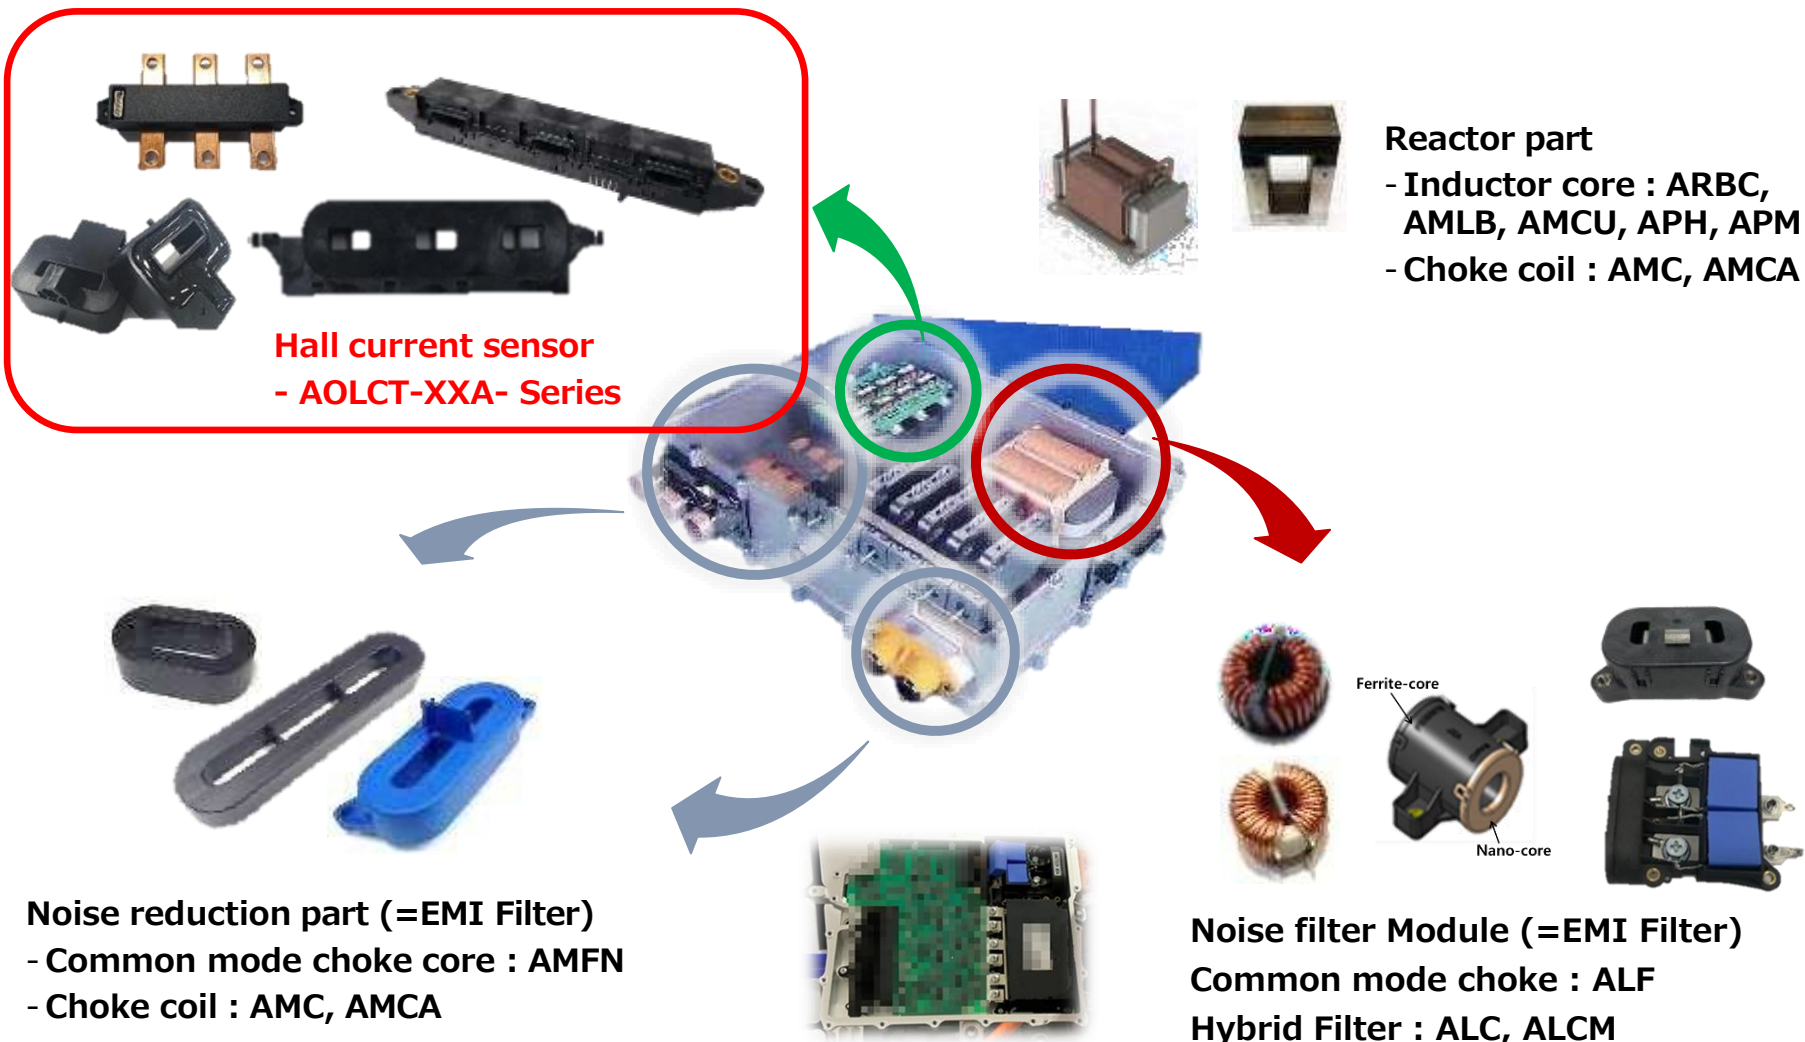 Hall current sensor
- AOLCT-XXA- Series
Reactor part
- Inductor core : ARBC,
AMLB, AMCU, APH, APM
- Choke coil : AMC, AMCA
Noise reduction part (=EMI Filter)
- Common mode choke core : AMFN
- Choke coil : AMC, AMCA
Ferrite-core
Nano-core
Noise filter Module (=EMI Filter)
Common mode choke : ALF
Hybrid Filter : ALC, ALCM